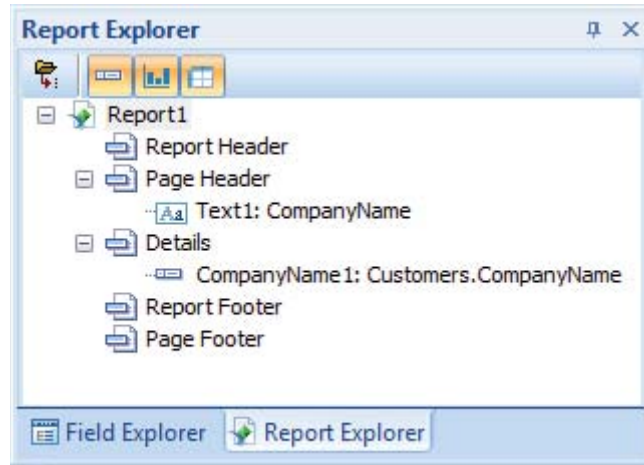 Report Explorer
Report1
Report Header
Page Header
Aa Text1: CompanyName
Details
CompanyName1: Customers.CompanyName
Report Footer
Page Footer
Field Explorer Report Explorer